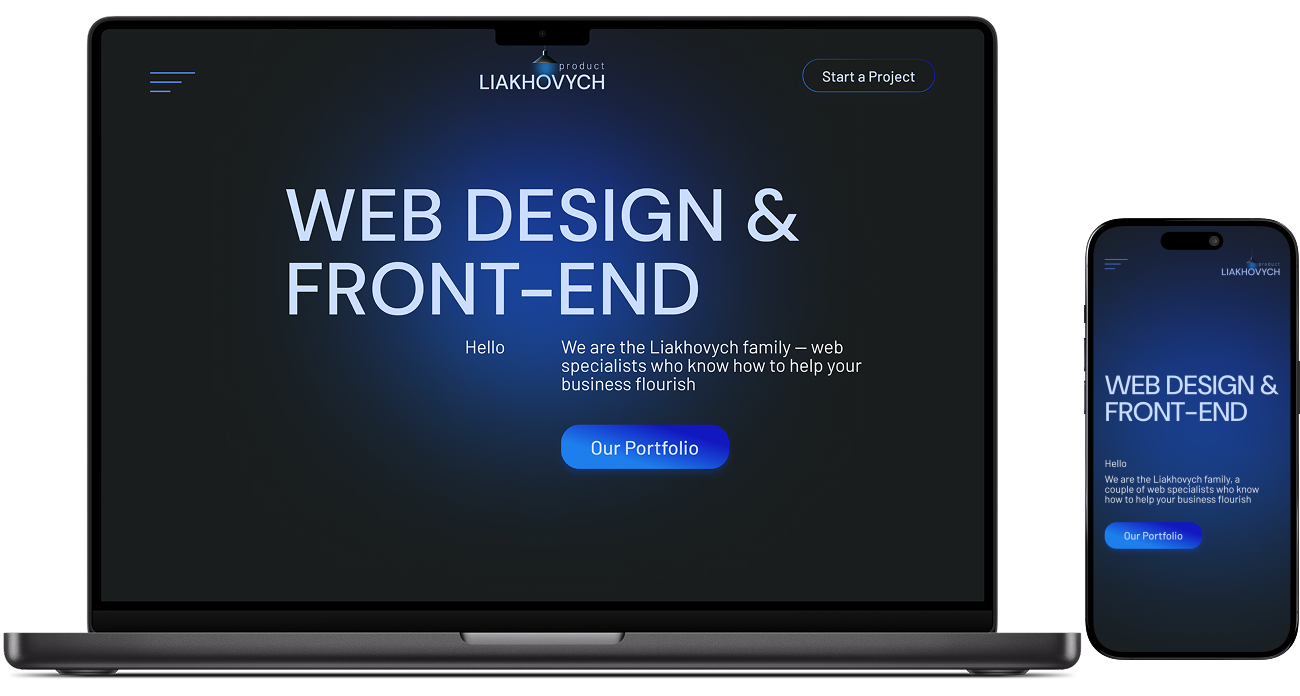 product
LIAKHOVYCH
Start a Project
WEB DESIGN &
FRONT-END
Hello
We are the Liakhovych family — web
specialists who know how to help your
business flourish
Our Portfolio
product
LIAKHOVYCH
WEB DESIGN &
FRONT-END
Hello
We are the Liakhovych family, a
couple of web specialists who know
how to help your business flourish
Our Portfolio